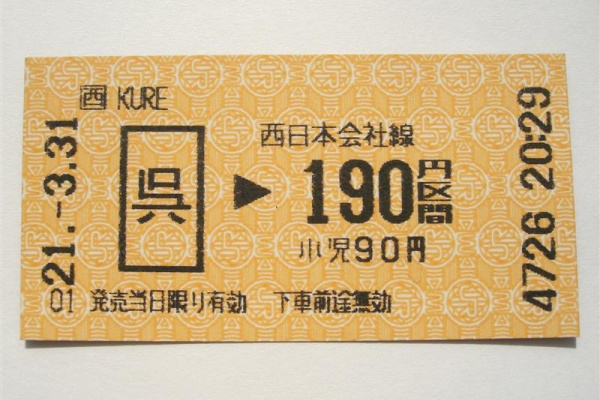 西 KURE
21.-3.31
西日本会社線
呉 ▶ 190円区間
小児90円
4726 20:29
01 発売当日限り有効 下車前途無効